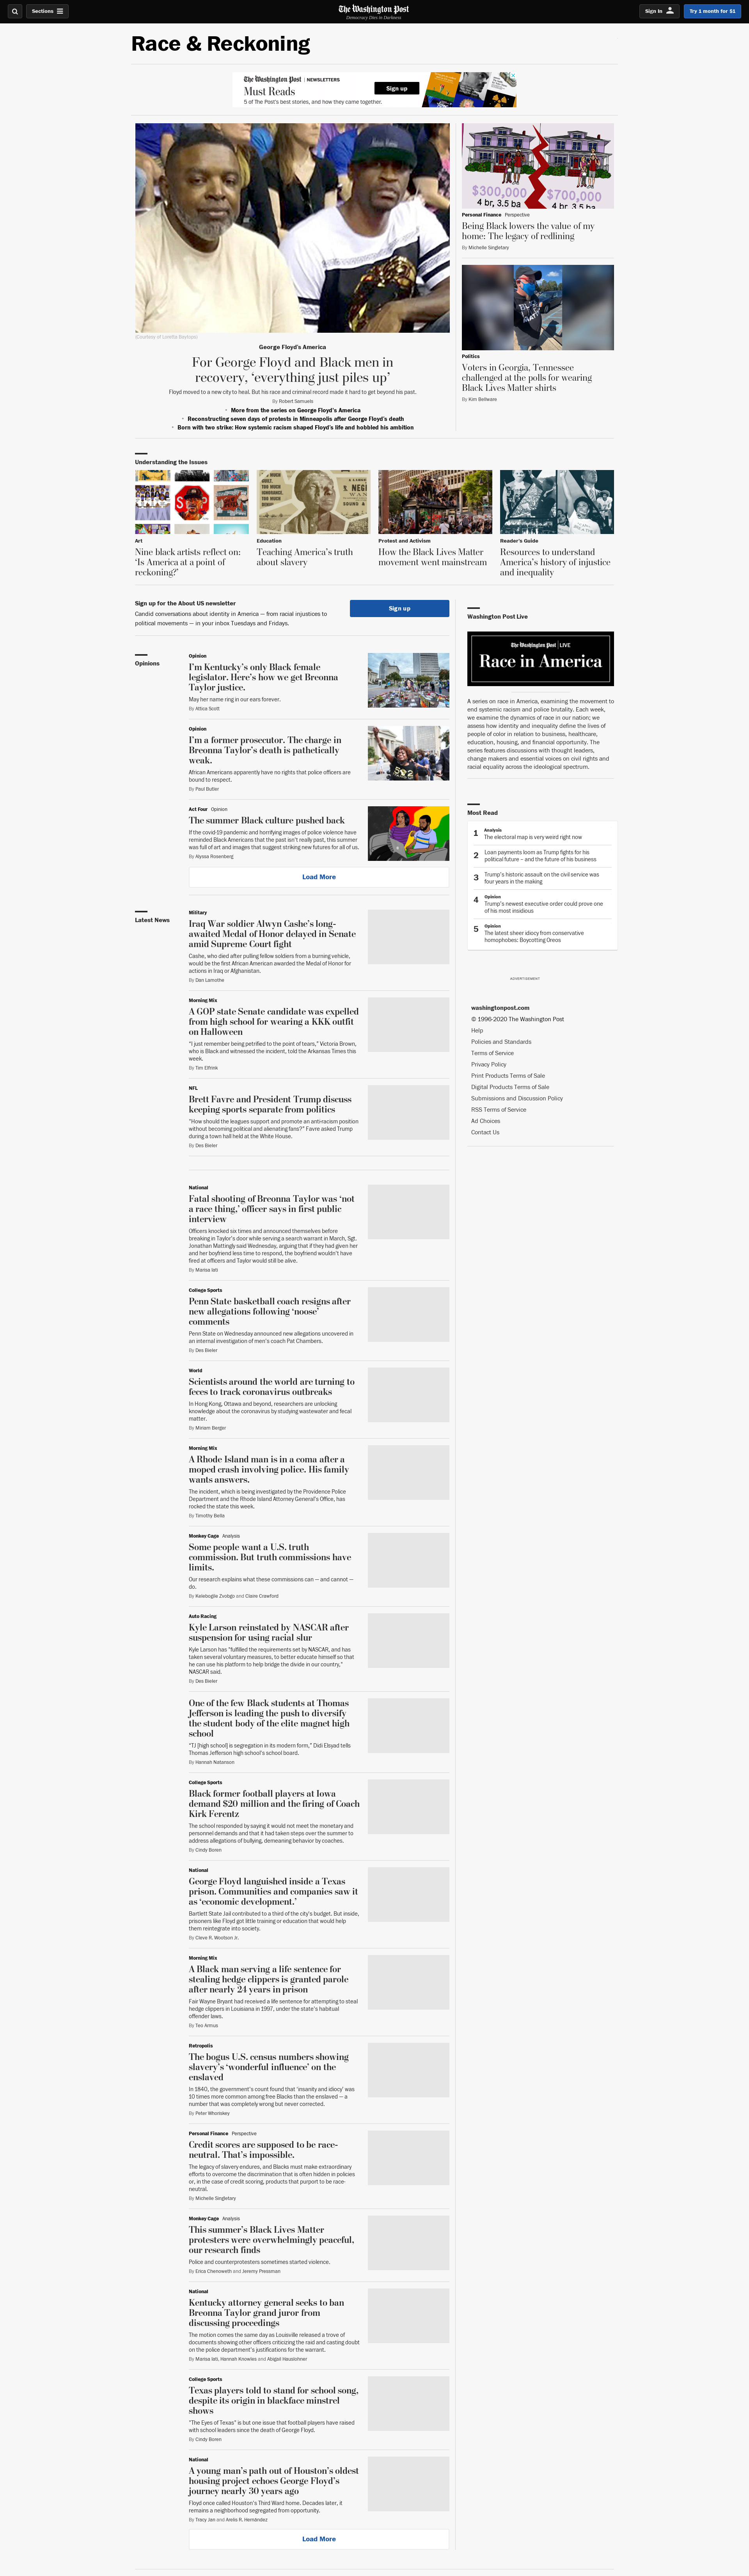 Sections
The Washington Post
Democracy Dies in Darkness
Sign In
Try 1 month for $1
Race & Reckoning
The Washington Post | NEWSLETTERS
Must Reads
5 of The Post's best stories, and how they came together.
Sign up
(Courtesy of Loretta Baptiste)
George Floyd's America
For George Floyd and Black men in
recovery, 'everything just piles up'
Floyd moved to a new city to heal. But his race and criminal record made it hard to get beyond his past.
By Robert Samuels
More from the series on George Floyd's America
Reconstructing seven days of protests in Minneapolis after George Floyd's death
Born with two strike: How systemic racism shaped Floyd's life and hobbled his ambition
$300,000
4 br, 3.5 ba
$700,000
4 br, 3.5 ba
Personal Finance Perspective
Being Black lowers the value of my
home: The legacy of redlining
By Michelle Singletary
Politics
Voters in Georgia, Tennessee
challenged at the polls for wearing
Black Lives Matter shirts
By Kim Bellware
Understanding the Issues
Art
Nine black artists reflect on:
'Is America at a point of
reckoning?'
Education
Teaching America's truth
about slavery
Protest and Activism
How the Black Lives Matter
movement went mainstream
Reader's Guide
Resources to understand
America's history of injustice
and inequality
Sign up for the About US newsletter
Candid conversations about identity in America — from racial injustices to
political movements — in your inbox Tuesdays and Fridays.
Sign up
Opinions
Opinion
I'm Kentucky's only Black female
legislator. Here's how we get Breonna
Taylor justice.
May her name ring in our ears forever.
By Attica Scott
Opinion
I'm a former prosecutor. The charge in
Breonna Taylor's death is pathetically
weak.
African Americans apparently have no rights that police officers are
bound to respect.
By Paul Butler
Act Four Opinion
The summer Black culture pushed back
If the covid-19 pandemic and horrifying images of police violence have
reminded Black Americans that the past isn't really past, this summer
was full of art and images that suggest striking new futures for all of us.
By Alyssa Rosenberg
Load More
Washington Post Live
The Washington Post | LIVE
Race in America
A series on race in America, examining the movement to
end systemic racism and police brutality. Each week,
we examine the dynamics of race in our nation; we
assess how identity and inequality define the lives of
people of color in relation to business, healthcare,
education, housing, and financial opportunity. The
series features discussions with thought leaders,
change makers and essential voices on civil rights and
racial equality across the ideological spectrum.
Most Read
1 Analysis
The electoral map is very weird right now
2 Loan payments loom as Trump fights for his
political future – and the future of his business
3 Trump's historic assault on the civil service was
four years in the making
4 Opinion
Trump's newest executive order could prove one
of his most insidious
5 Opinion
The latest sheer idiocy from conservative
homophobes: Boycotting Oreos
ADVERTISEMENT
washingtonpost.com
© 1996-2020 The Washington Post
Help
Policies and Standards
Terms of Service
Privacy Policy
Print Products Terms of Sale
Digital Products Terms of Sale
Submissions and Discussion Policy
RSS Terms of Service
Ad Choices
Contact Us
Latest News
Military
Iraq War soldier Alwyn Cashe's long-
awaited Medal of Honor delayed in Senate
amid Supreme Court fight
Cashe, who died after pulling fellow soldiers from a burning vehicle,
would be the first African American awarded the Medal of Honor for
actions in Iraq or Afghanistan.
By Dan Lamothe
Morning Mix
A GOP state Senate candidate was expelled
from high school for wearing a KKK outfit
on Halloween
"I just remember being petrified to the point of tears," Victoria Brown,
who is Black and witnessed the incident, told the Arkansas Times this
week.
By Tim Elfrink
NFL
Brett Favre and President Trump discuss
keeping sports separate from politics
"How should the leagues support and promote an anti-racism position
without becoming political and alienating fans?" Favre asked Trump
during a town hall held at the White House.
By Des Bieler
National
Fatal shooting of Breonna Taylor was 'not
a race thing,' officer says in first public
interview
Officers knocked six times and announced themselves before
breaking in Taylor's door while serving a search warrant in March, Sgt.
Jonathan Mattingly said Wednesday, arguing that if they had given her
and her boyfriend less time to respond, the boyfriend wouldn't have
fired at officers and Taylor would still be alive.
By Marisa Iati
College Sports
Penn State basketball coach resigns after
new allegations following 'noose'
comments
Penn State on Wednesday announced new allegations uncovered in
an internal investigation of men's coach Pat Chambers.
By Des Bieler
World
Scientists around the world are turning to
feces to track coronavirus outbreaks
In Hong Kong, Ottawa and beyond, researchers are unlocking
knowledge about the coronavirus by studying wastewater and fecal
matter.
By Miriam Berger
Morning Mix
A Rhode Island man is in a coma after a
moped crash involving police. His family
wants answers.
The incident, which is being investigated by the Providence Police
Department and the Rhode Island Attorney General's Office, has
rocked the state this week.
By Timothy Bella
Monkey Cage Analysis
Some people want a U.S. truth
commission. But truth commissions have
limits.
Our research explains what these commissions can — and cannot —
do.
By Kelebogile Zvobgo and Claire Crawford
Auto Racing
Kyle Larson reinstated by NASCAR after
suspension for using racial slur
Kyle Larson has "fulfilled the requirements set by NASCAR, and has
taken several voluntary measures, to better educate himself so that
he can use his platform to help bridge the divide in our country,"
NASCAR said.
By Des Bieler
One of the few Black students at Thomas
Jefferson is leading the push to diversify
the student body of the elite magnet high
school
"TJ [high school] is segregation in its modern form," Didi Elsyad tells
Thomas Jefferson high school's school board.
By Hannah Natanson
College Sports
Black former football players at Iowa
demand $20 million and the firing of Coach
Kirk Ferentz
The school responded by saying it would not meet the monetary and
personnel demands and that it had taken steps over the summer to
address allegations of bullying, demeaning behavior by coaches.
By Cindy Boren
National
George Floyd languished inside a Texas
prison. Communities and companies saw it
as 'economic development.'
Bartlett State Jail contributed to a third of the city's budget. But inside,
prisoners like Floyd got little training or education that would help
them reintegrate into society.
By Cleve R. Wootson Jr.
Morning Mix
A Black man serving a life sentence for
stealing hedge clippers is granted parole
after nearly 24 years in prison
Fair Wayne Bryant had received a life sentence for attempting to steal
hedge clippers in Louisiana in 1997, under the state's habitual
offender laws.
By Teo Armus
Retropolis
The bogus U.S. census numbers showing
slavery's 'wonderful influence' on the
enslaved
In 1840, the government's count found that 'insanity and idiocy' was
10 times more common among free Blacks than the enslaved — a
number that was completely wrong but never corrected.
By Peter Whoriskey
Personal Finance Perspective
Credit scores are supposed to be race-
neutral. That's impossible.
The legacy of slavery endures, and Blacks must make extraordinary
efforts to overcome the discrimination that is often hidden in policies
or, in the case of credit scoring, products that purport to be race-
neutral.
By Michelle Singletary
Monkey Cage Analysis
This summer's Black Lives Matter
protesters were overwhelmingly peaceful,
our research finds
Police and counterprotesters sometimes started violence.
By Erica Chenoweth and Jeremy Pressman
National
Kentucky attorney general seeks to ban
Breonna Taylor grand juror from
discussing proceedings
The motion comes the same day as Louisville released a trove of
documents showing other officers criticizing the raid and casting doubt
on the police department's justifications for the warrant.
By Marisa Iati, Hannah Knowles and Abigail Hauslohner
College Sports
Texas players told to stand for school song,
despite its origin in blackface minstrel
shows
"The Eyes of Texas" is but one issue that football players have raised
with school leaders since the death of George Floyd.
By Cindy Boren
National
A young man's path out of Houston's oldest
housing project echoes George Floyd's
journey nearly 30 years ago
Floyd once called Houston's Third Ward home. Decades later, it
remains a neighborhood segregated from opportunity.
By Tracy Jan and Arelis R. Hernández
Load More